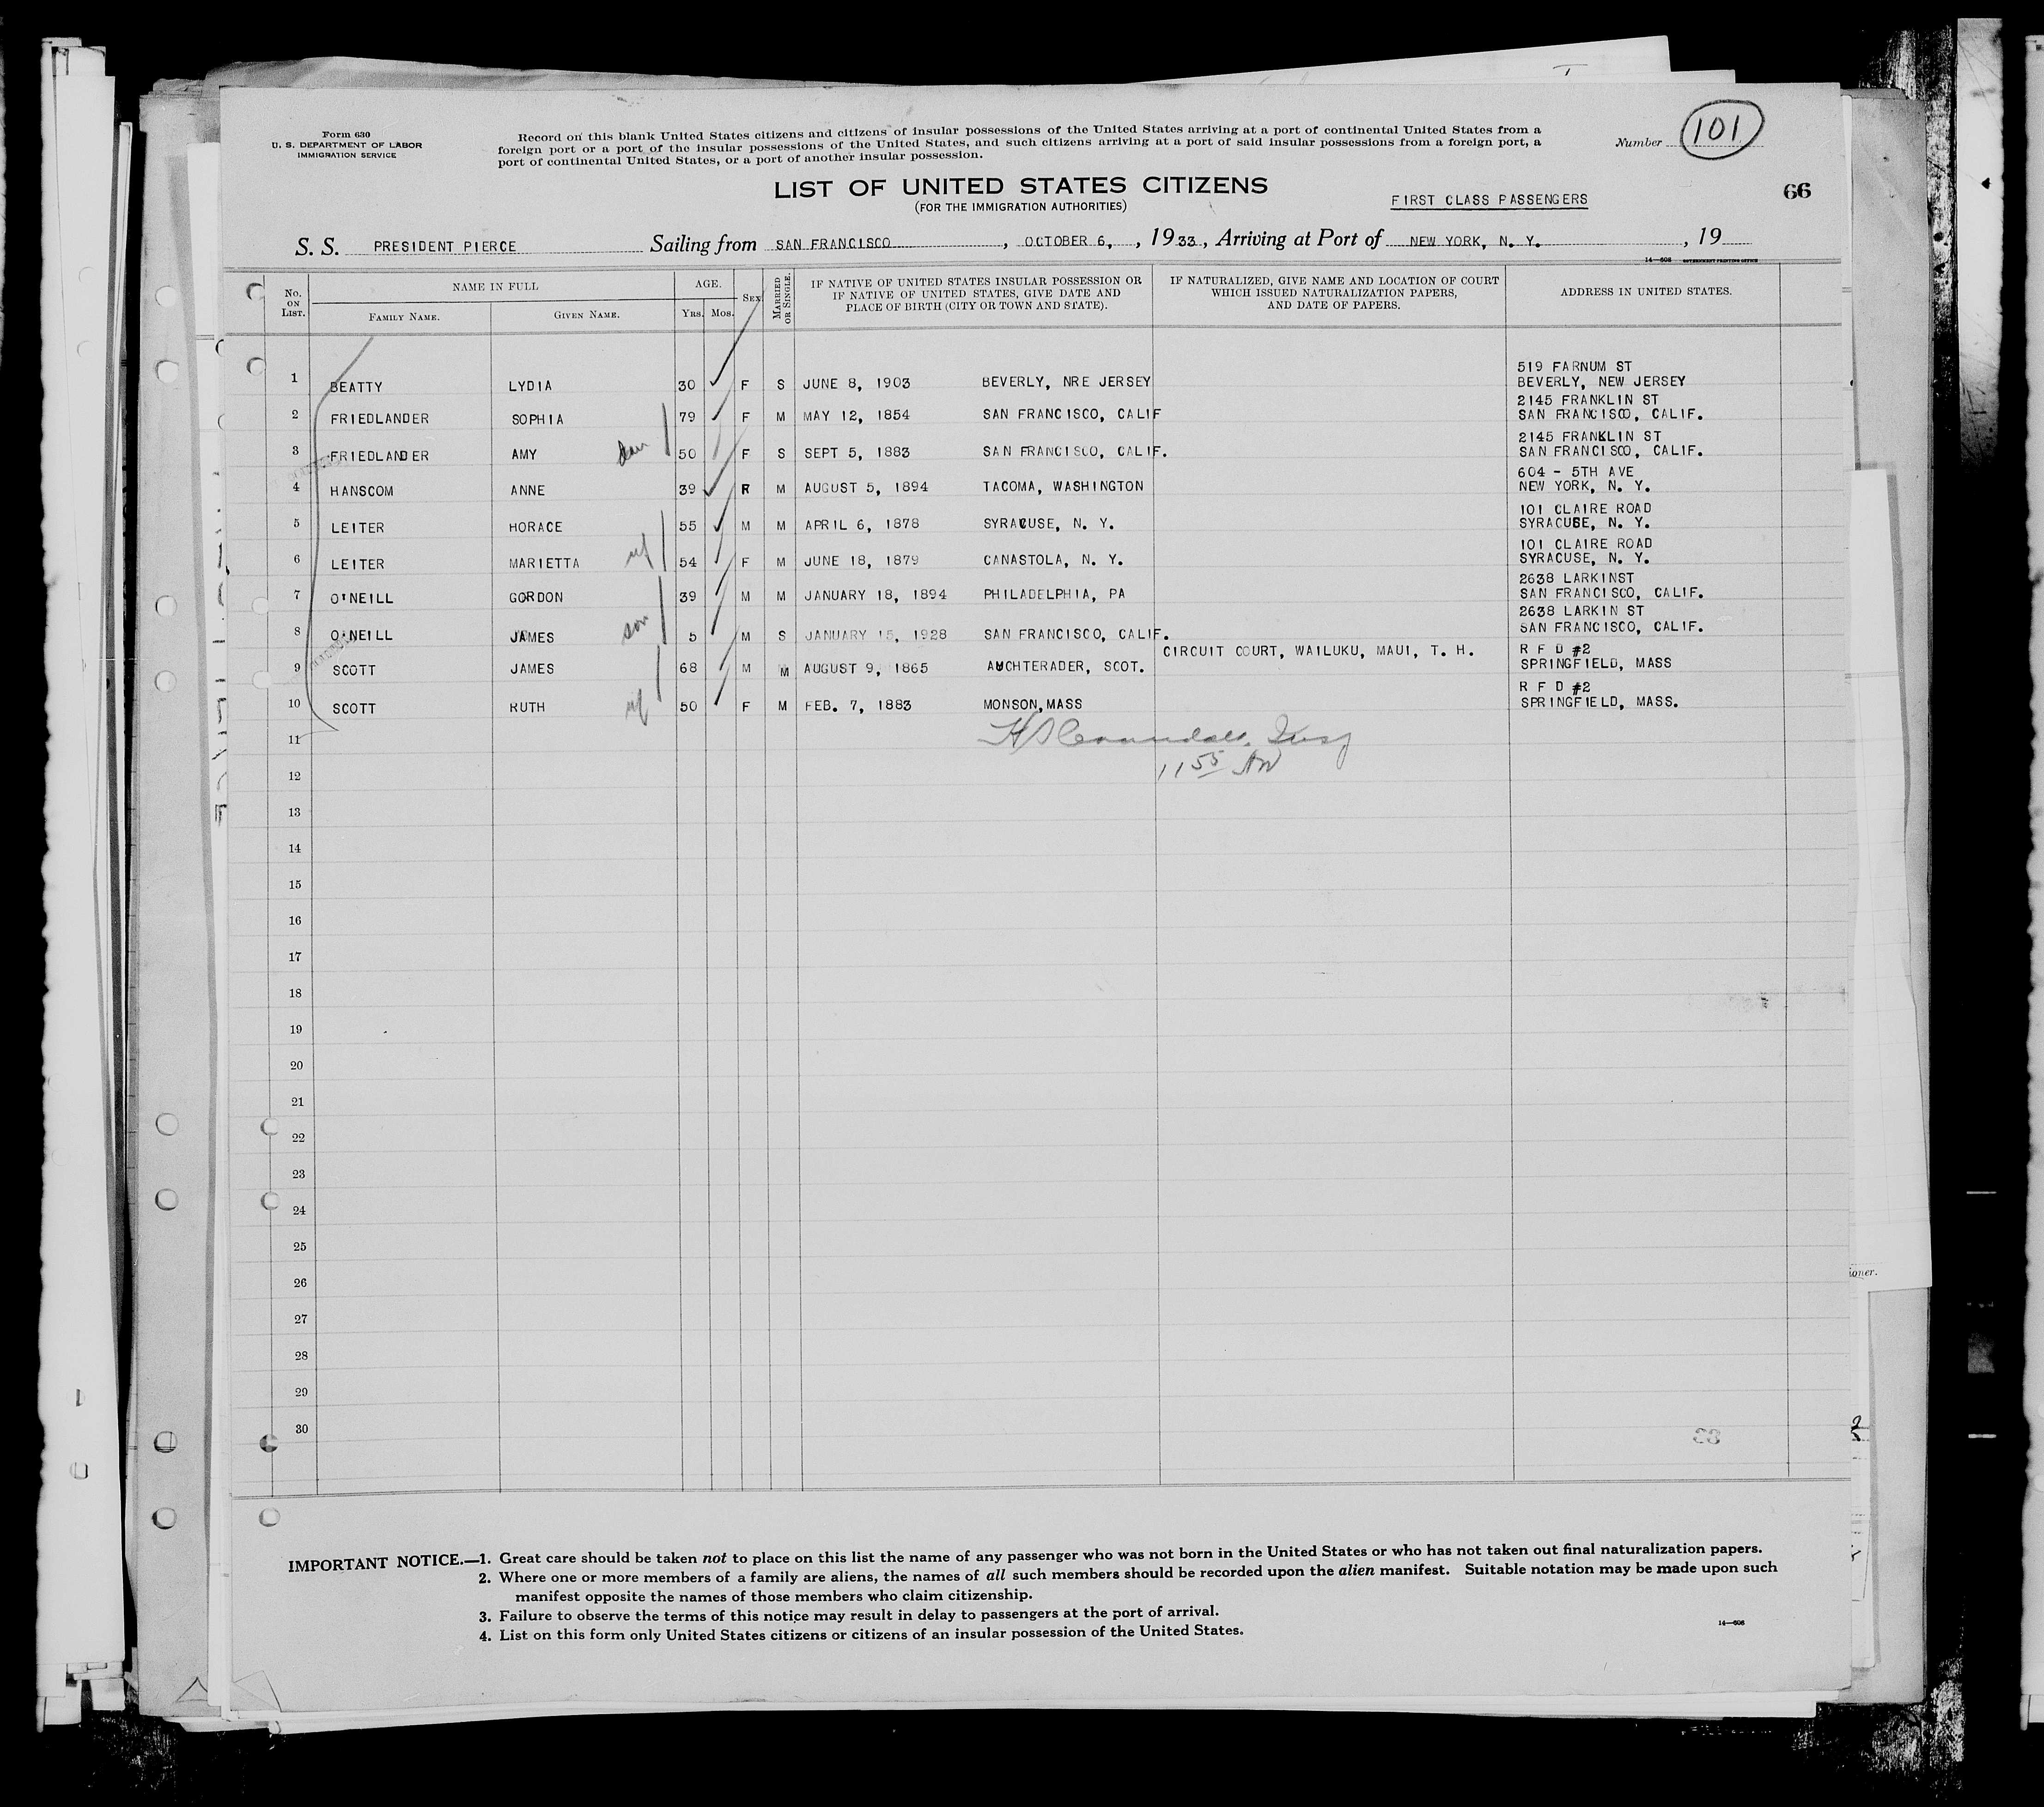 Form 630
U. S. DEPARTMENT OF LABOR
IMMIGRATION SERVICE
Record on this blank United States citizens and citizens of insular possessions of the United States arriving at a port of continental United States from a
foreign port or a port of the insular possessions of the United States, and such citizens arriving at a port of said insular possessions from a foreign port, a
port of continental United States, or a port of another insular possession.
Number 101
LIST OF UNITED STATES CITIZENS
(FOR THE IMMIGRATION AUTHORITIES)
FIRST CLASS PASSENGERS
66
S. S. PRESIDENT PIERCE Sailing from SAN FRANCISCO, OCTOBER 6, , 1933, Arriving at Port of NEW YORK, N. Y. , 19
14—608 GOVERNMENT PRINTING OFFICE
No. ON LIST. NAME IN FULL FAMILY NAME. GIVEN NAME. AGE. YRS. MOS. SEX MARRIED OR SINGLE. IF NATIVE OF UNITED STATES INSULAR POSSESSION OR IF NATIVE OF UNITED STATES, GIVE DATE AND PLACE OF BIRTH (CITY OR TOWN AND STATE). IF NATURALIZED, GIVE NAME AND LOCATION OF COURT WHICH ISSUED NATURALIZATION PAPERS, AND DATE OF PAPERS. ADDRESS IN UNITED STATES.
519 FARNUM ST
1 BEATTY LYDIA 30 F S JUNE 8, 1903 BEVERLY, NRE JERSEY BEVERLY, NEW JERSEY
2145 FRANKLIN ST
2 FRIEDLANDER SOPHIA 79 F M MAY 12, 1854 SAN FRANCISCO, CALIF SAN FRANCISCO, CALIF.
2145 FRANKLIN ST
3 FRIEDLANDER AMY dau 50 F S SEPT 5, 1883 SAN FRANCISCO, CALIF. SAN FRANCISCO, CALIF.
604 - 5TH AVE
4 HANSCOM ANNE 39 R M AUGUST 5, 1894 TACOMA, WASHINGTON NEW YORK, N. Y.
101 CLAIRE ROAD
5 LEITER HORACE 55 M M APRIL 6, 1878 SYRACUSE, N. Y. SYRACUSE, N. Y.
101 CLAIRE ROAD
6 LEITER MARIETTA wf 54 F M JUNE 18, 1879 CANASTOLA, N. Y. SYRACUSE, N. Y.
2638 LARKINST
7 O'NEILL GORDON 39 M M JANUARY 18, 1894 PHILADELPHIA, PA SAN FRANCISCO, CALIF.
2638 LARKIN ST
8 O'NEILL JAMES son 5 M S JANUARY 15, 1928 SAN FRANCISCO, CALIF. SAN FRANCISCO, CALIF.
CIRCUIT COURT, WAILUKU, MAUI, T. H. R F D #2
9 SCOTT JAMES 68 M M AUGUST 9, 1865 AUCHTERADER, SCOT. SPRINGFIELD, MASS
R F D #2
10 SCOTT RUTH wf 50 F M FEB. 7, 1883 MONSON, MASS SPRINGFIELD, MASS.
11
12 11 55 AM
13
14
15
16
17
18
19
20
21
22
23
24
25
26
27
28
29
30
ioner.
IMPORTANT NOTICE.—1. Great care should be taken not to place on this list the name of any passenger who was not born in the United States or who has not taken out final naturalization papers.
2. Where one or more members of a family are aliens, the names of all such members should be recorded upon the alien manifest. Suitable notation may be made upon such
manifest opposite the names of those members who claim citizenship.
3. Failure to observe the terms of this notice may result in delay to passengers at the port of arrival.
4. List on this form only United States citizens or citizens of an insular possession of the United States.
14—608